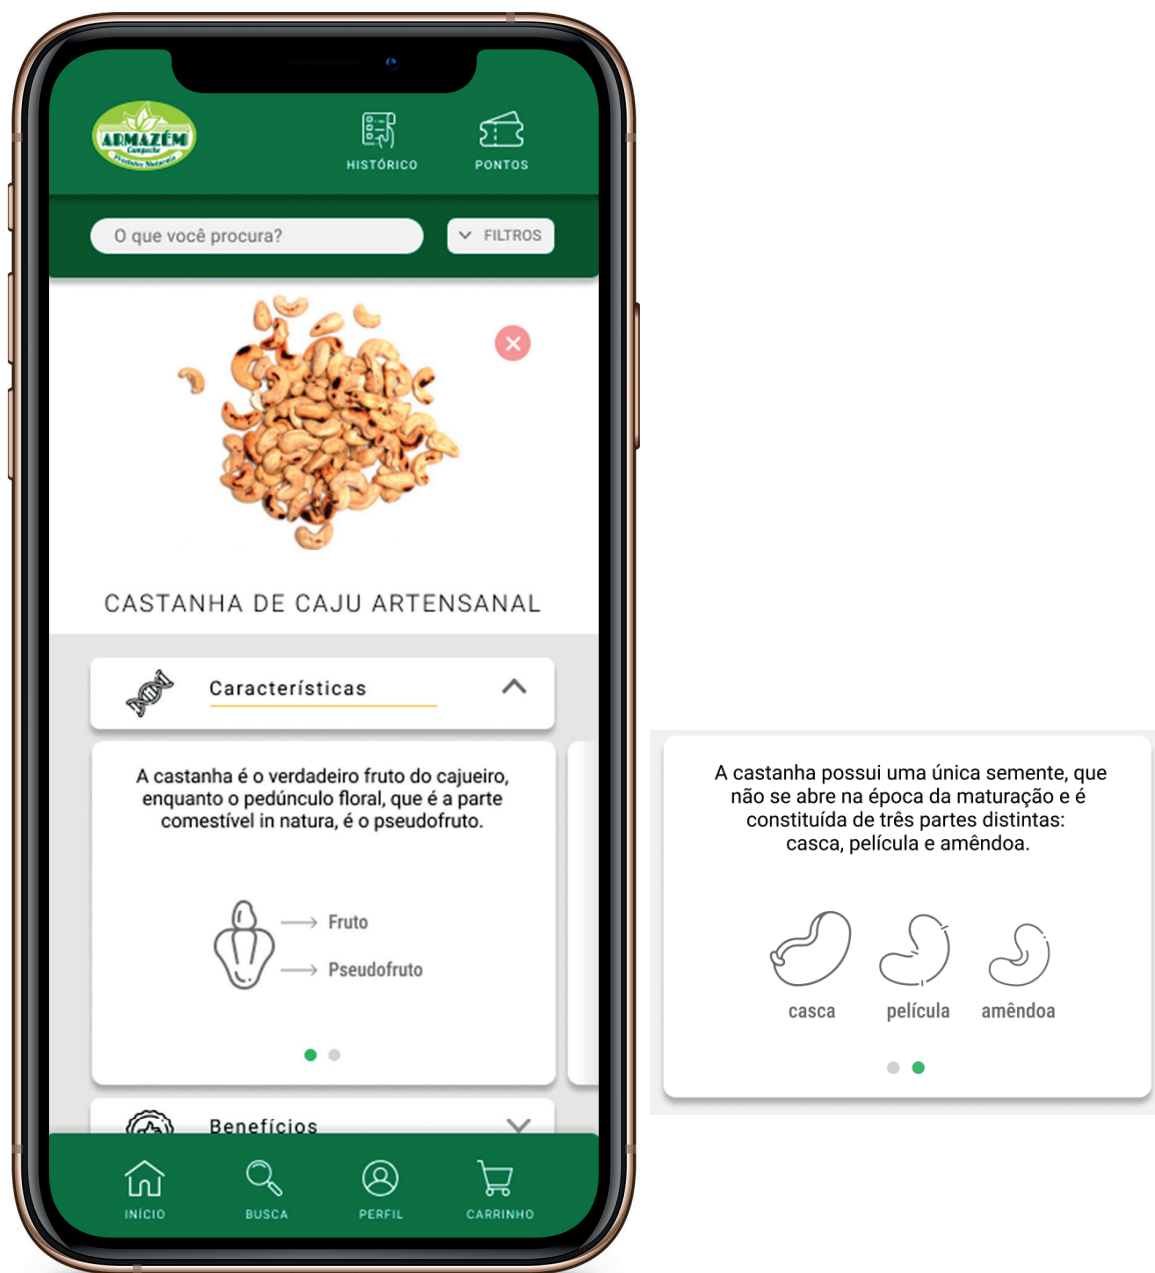 ARMAZÉM
Campeche
Produtos Naturais
HISTÓRICO
PONTOS
O que você procura?
FILTROS
CASTANHA DE CAJU ARTENSANAL
Características
A castanha é o verdadeiro fruto do cajueiro,
enquanto o pedúnculo floral, que é a parte
comestível in natura, é o pseudofruto.
Fruto
Pseudofruto
Benefícios
INÍCIO
BUSCA
PERFIL
CARRINHO
A castanha possui uma única semente, que
não se abre na época da maturação e é
constituída de três partes distintas:
casca, película e amêndoa.
casca
película
amêndoa